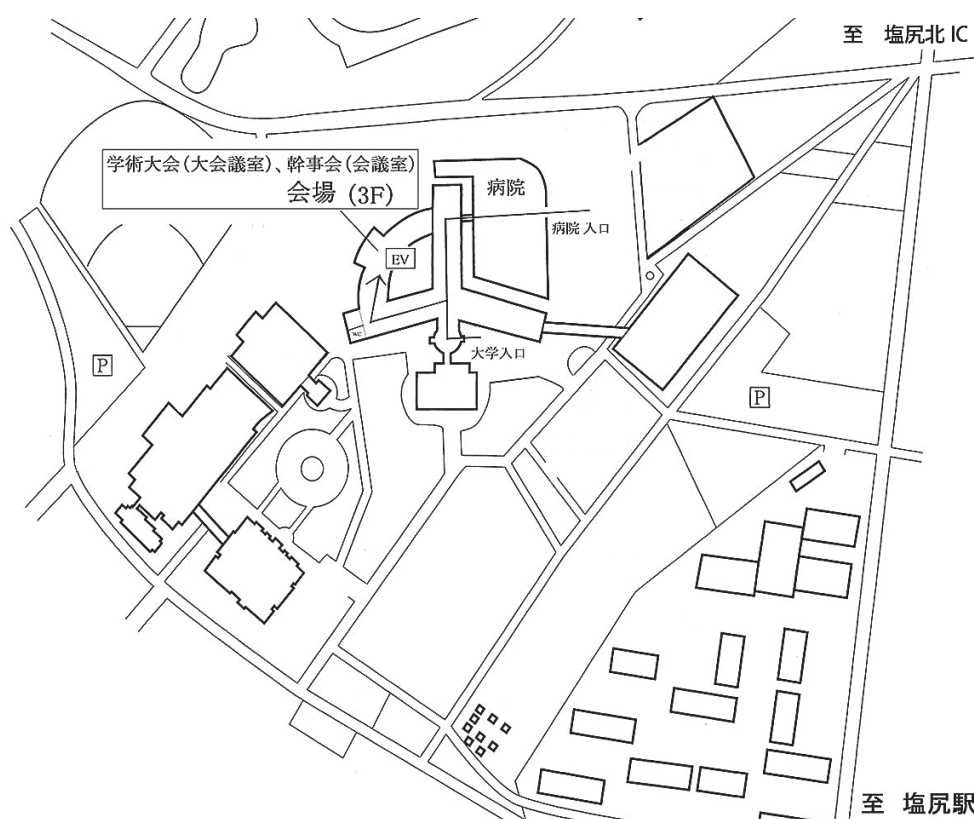 至 塩尻北 IC
学術大会(大会議室)、幹事会(会議室)
会場 (3F)
病院
病院 入口
EV
WC
大学入口
P
P
至 塩尻駅